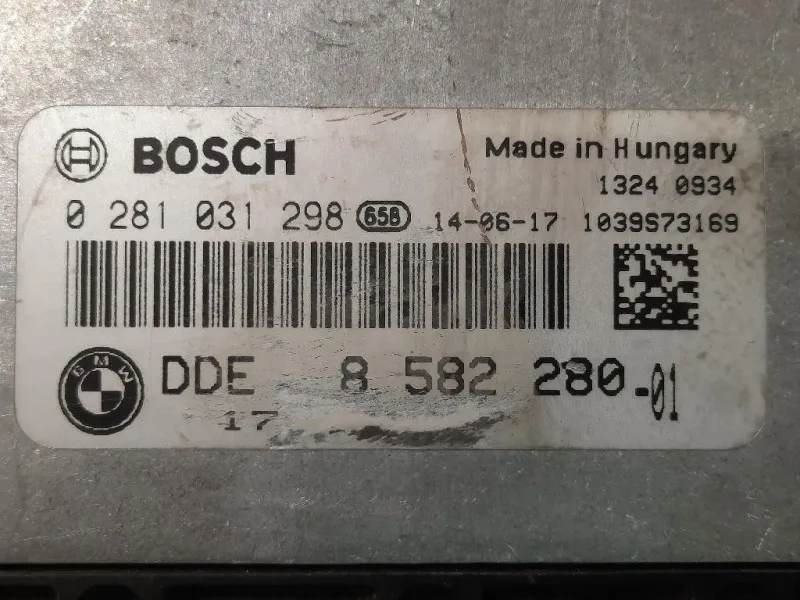 BOSCH Made in Hungary
1324 0934
0 281 031 298 658 14-06-17 1039S73169
BMW DDE 8 582 280-01
17